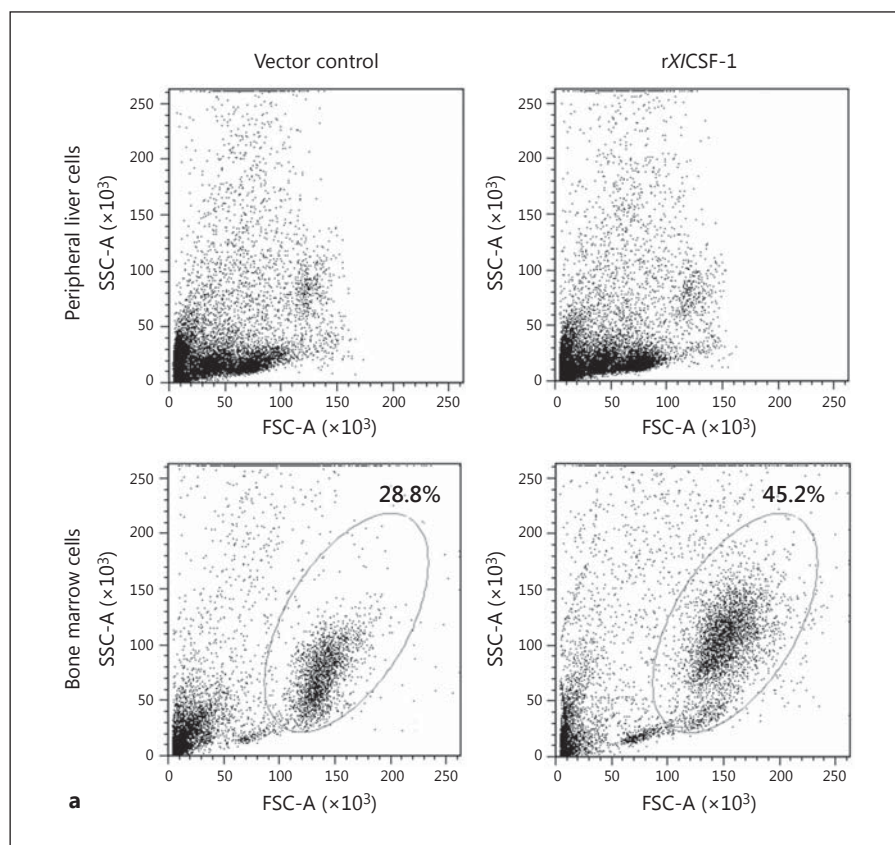 Vector control
rXlCSF-1
Peripheral liver cells
SSC-A (×10³)
250
200
150
100
50
0
0 50 100 150 200 250
FSC-A (×10³)
SSC-A (×10³)
250
200
150
100
50
0
0 50 100 150 200 250
FSC-A (×10³)
Bone marrow cells
SSC-A (×10³)
250
200
150
100
50
0
28.8%
0 50 100 150 200 250
FSC-A (×10³)
SSC-A (×10³)
250
200
150
100
50
0
45.2%
0 50 100 150 200 250
FSC-A (×10³)
a